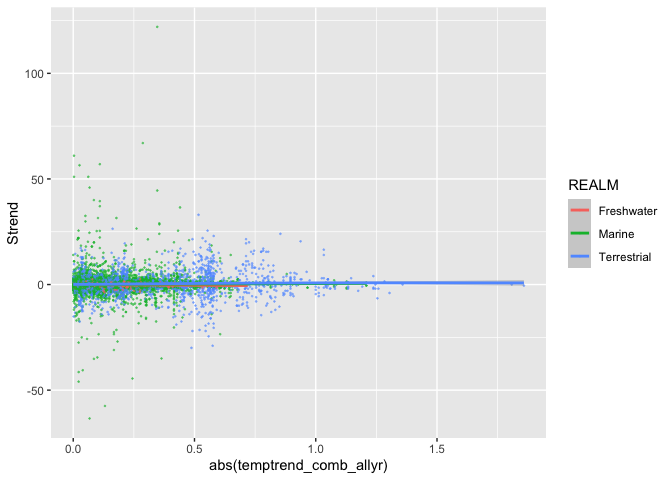 100
50
0
-50
Strend
0.0 0.5 1.0 1.5
abs(temptrend_comb_allyr)
REALM
Freshwater
Marine
Terrestrial